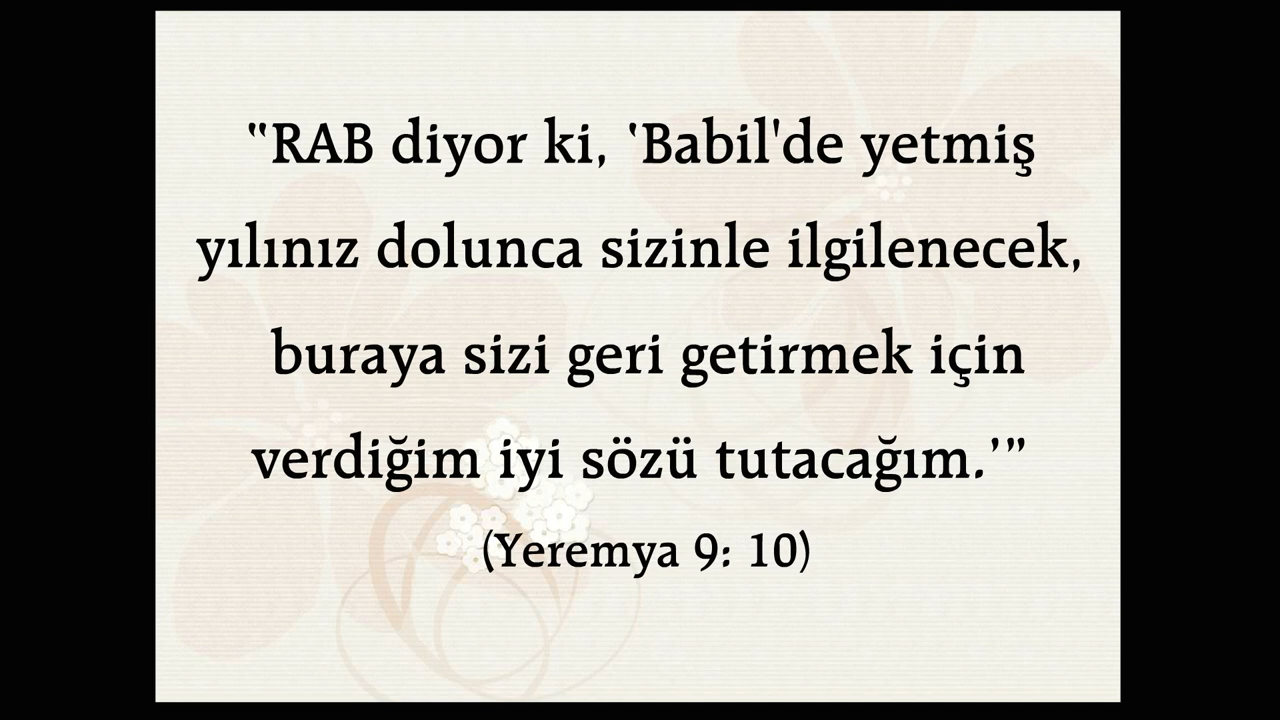 “RAB diyor ki, ‛Babil'de yetmiş
yılınız dolunca sizinle ilgilenecek,
buraya sizi geri getirmek için
verdiğim iyi sözü tutacağım.’”
(Yeremya 9: 10)